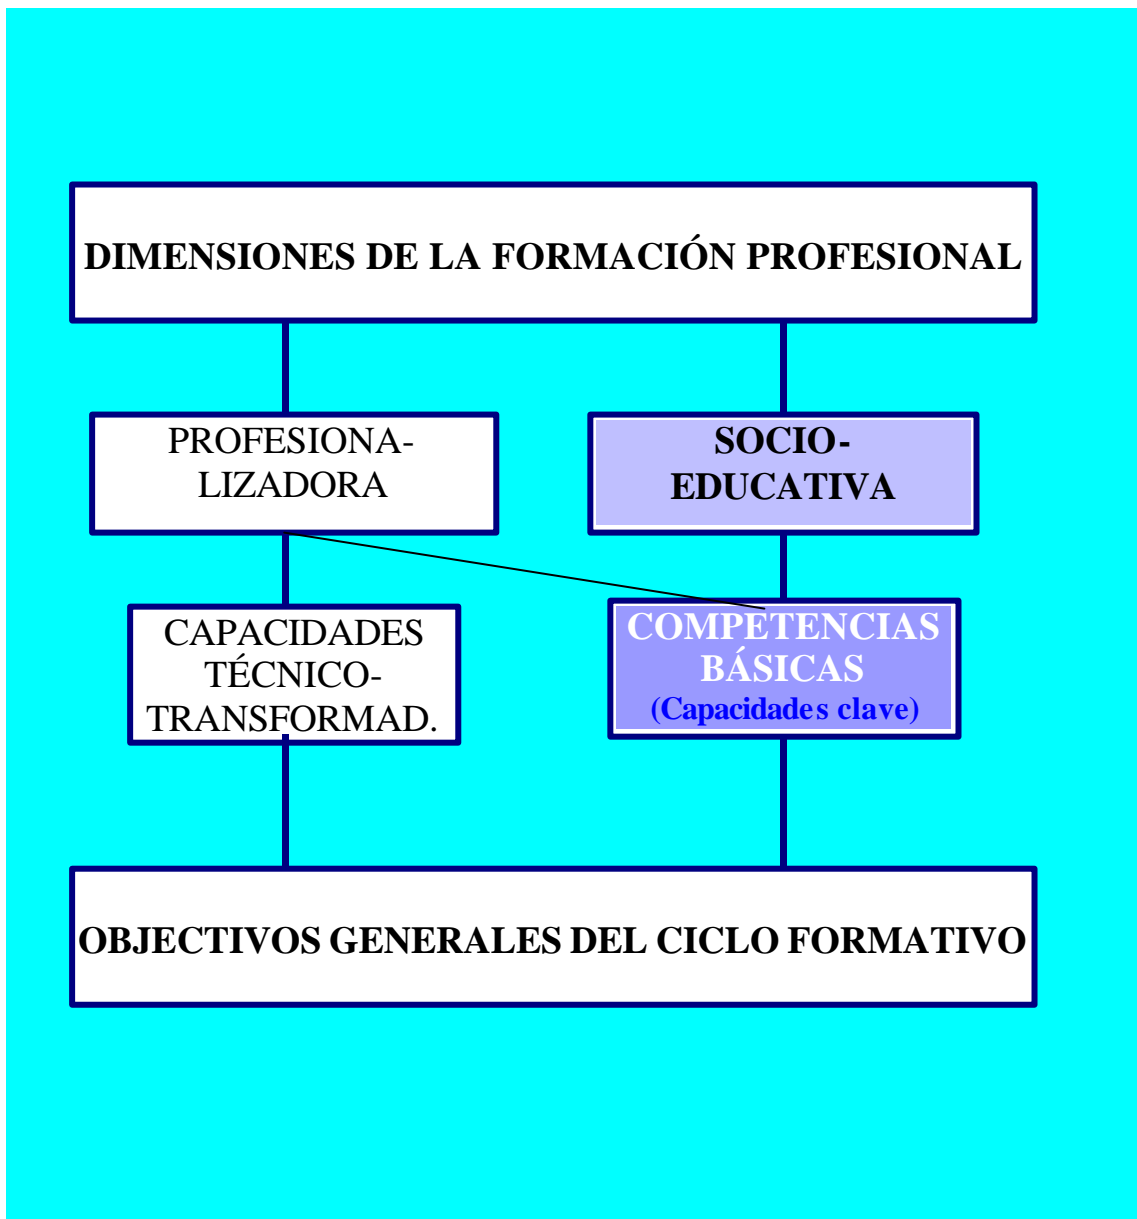 DIMENSIONES DE LA FORMACIÓN PROFESIONAL
PROFESIONA-
LIZADORA
SOCIO-
EDUCATIVA
CAPACIDADES
TÉCNICO-
TRANSFORMAD.
COMPETENCIAS
BÁSICAS
(Capacidades clave)
OBJECTIVOS GENERALES DEL CICLO FORMATIVO